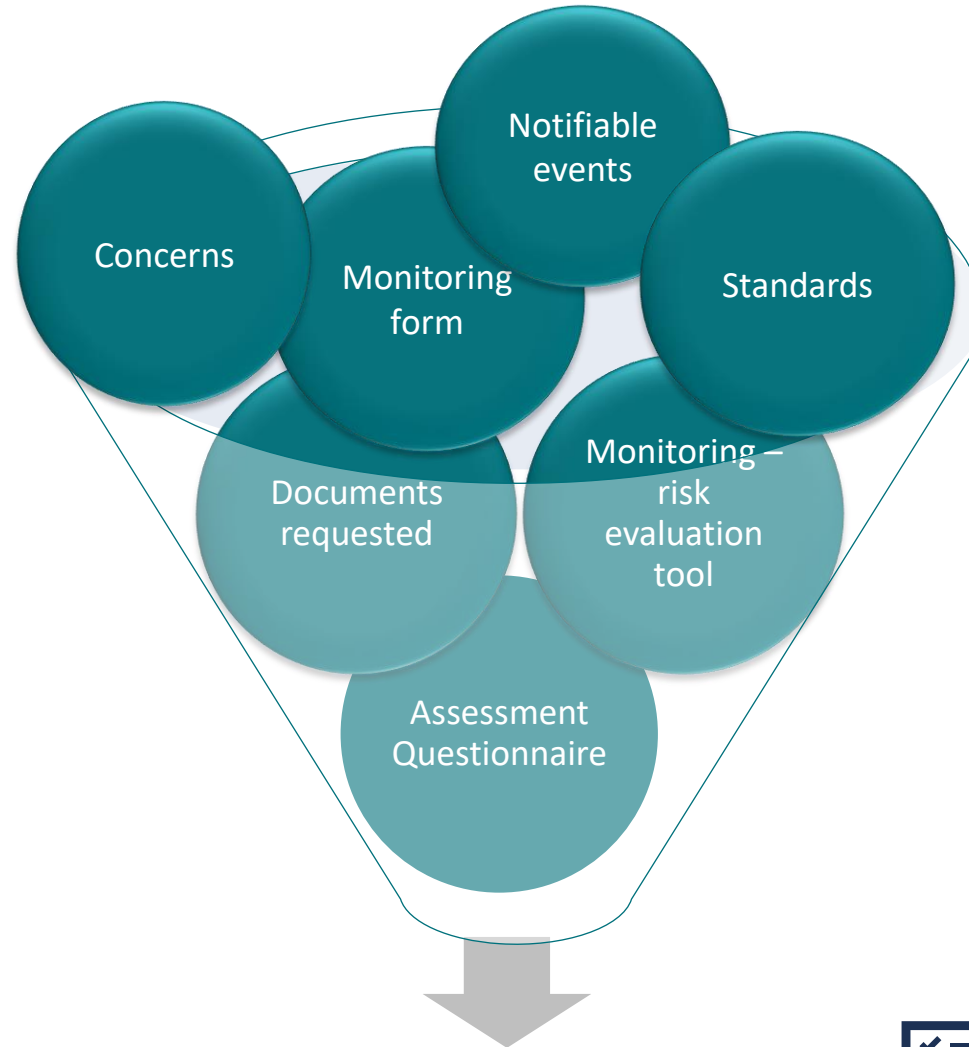 Notifiable
events
Concerns
Monitoring
form
Standards
Documents
requested
Monitoring –
risk
evaluation
tool
Assessment
Questionnaire